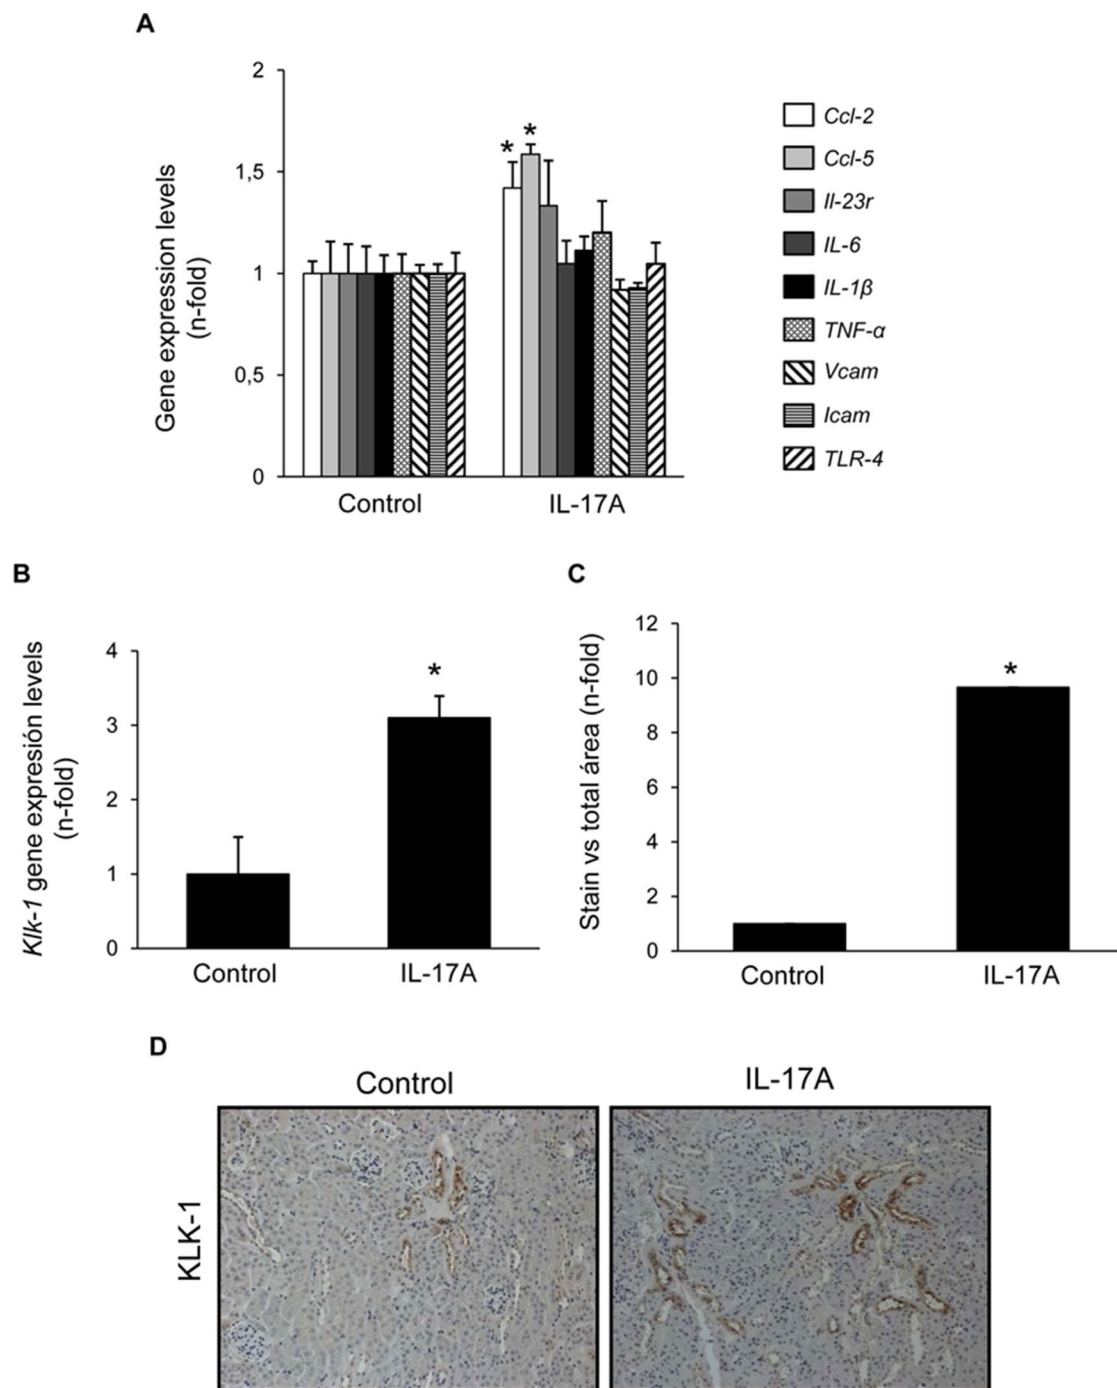 A
Gene expression levels
(n-fold)
2
1,5
1
0,5
0
*
*
Control
IL-17A
Ccl-2
Ccl-5
Il-23r
IL-6
IL-1β
TNF-α
Vcam
Icam
TLR-4
B
Klk-1 gene expresión levels
(n-fold)
4
3
2
1
0
*
Control
IL-17A
C
Stain vs total área (n-fold)
12
10
8
6
4
2
0
*
Control
IL-17A
D
Control
IL-17A
KLK-1